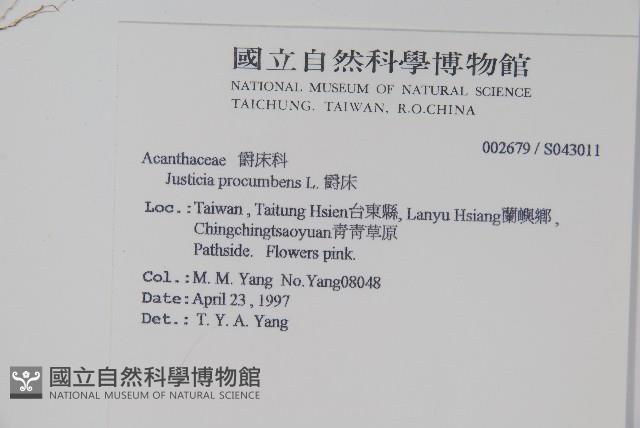 國立自然科學博物館
NATIONAL MUSEUM OF NATURAL SCIENCE
TAICHUNG, TAIWAN, R.O.CHINA
002679 / S043011
Acanthaceae 爵床科
Justicia procumbens L. 爵床
Loc.:Taiwan , Taitung Hsien台東縣, Lanyu Hsiang蘭嶼鄉 ,
Chingchingtsaoyuan青青草原
Pathside. Flowers pink.
Col.: M. M. Yang No.Yang08048
Date:April 23 , 1997
Det.: T. Y. A. Yang
國立自然科學博物館
NATIONAL MUSEUM OF NATURAL SCIENCE